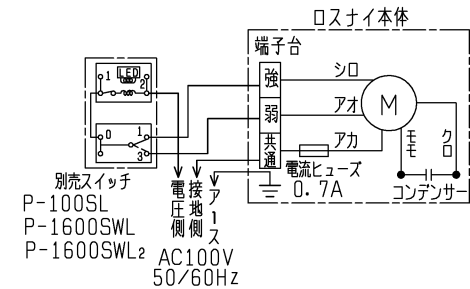 ロスナイ本体
端子台
強
弱
共通
シロ
アオ
アカ
M
モモ
クロ
電流ヒューズ
0.7A
コンデンサー
LED
1
2
0
1
3
別売スイッチ
P-100SL
P-1600SWL
P-1600SWL2
電圧側
接地側
アース
AC100V
50/60Hz